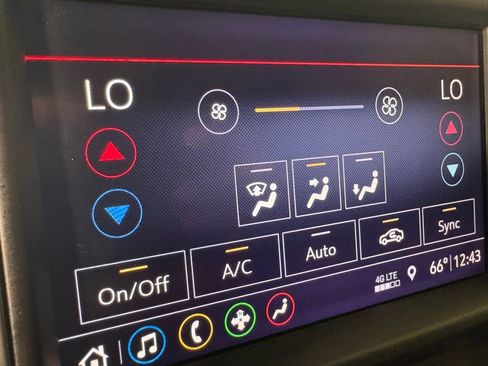 LO LO
On/Off A/C Auto Sync
4G LTE 66° 12:43